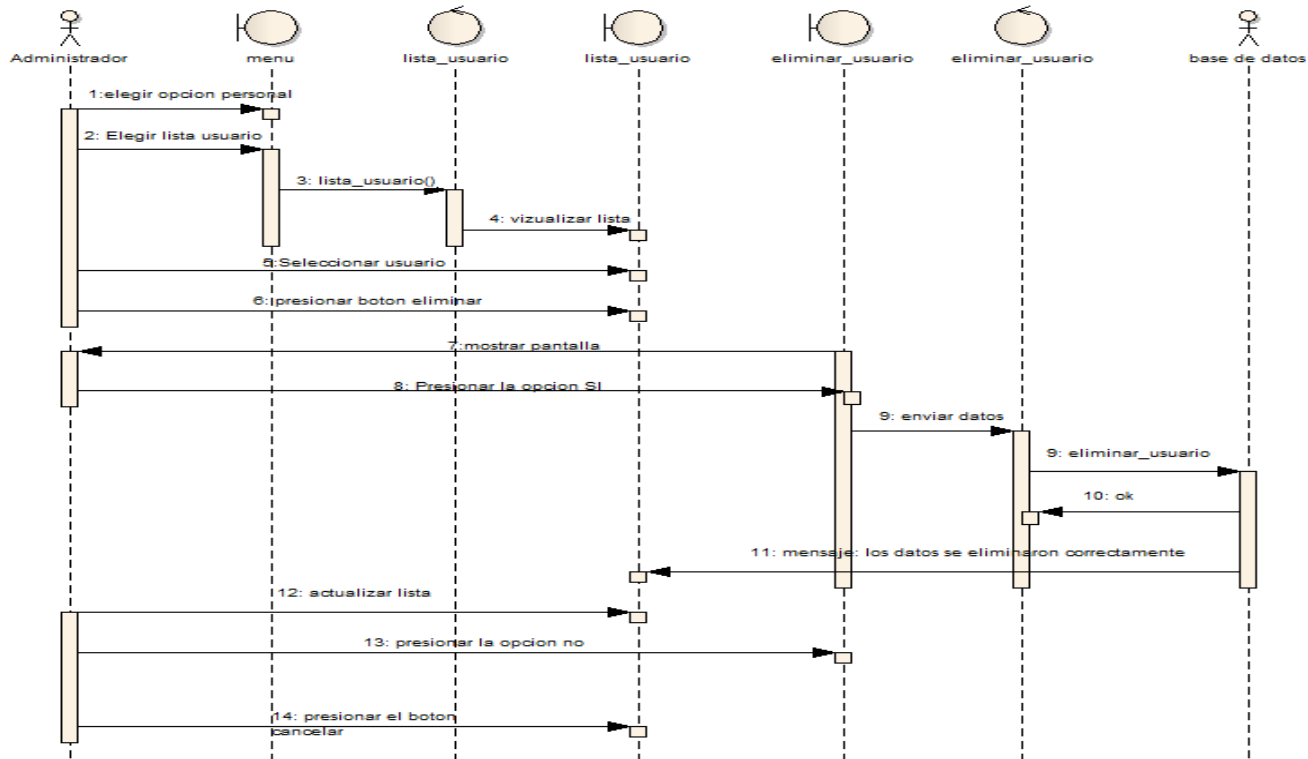 Administrador
menu
lista_usuario
lista_usuario
eliminar_usuario
eliminar_usuario
base de datos
1:elegir opcion personal
2: Elegir lista usuario
3: lista_usuario()
4: vizualizar lista
5:Seleccionar usuario
6: presionar boton eliminar
7:mostrar pantalla
8: Presionar la opcion SI
9: enviar datos
9: eliminar_usuario
10: ok
11: mensaje: los datos se eliminaron correctamente
12: actualizar lista
13: presionar la opcion no
14: presionar el boton
cancelar